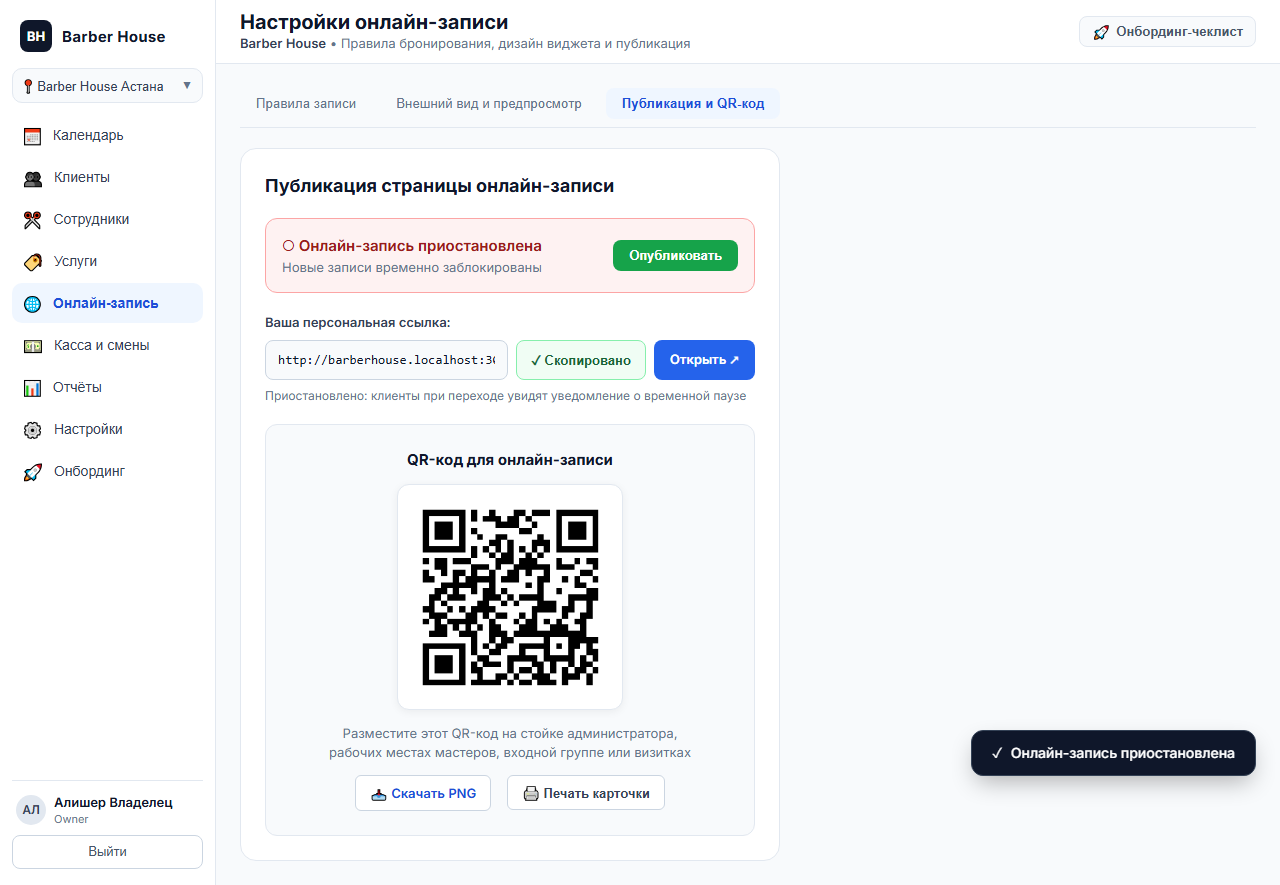 BH Barber House
Barber House Астана
Календарь
Клиенты
Сотрудники
Услуги
Онлайн-запись
Касса и смены
Отчёты
Настройки
Онбординг
АЛ
Алишер Владелец
Owner
Выйти
Настройки онлайн-записи
Barber House • Правила бронирования, дизайн виджета и публикация
Онбординг-чеклист
Правила записи
Внешний вид и предпросмотр
Публикация и QR-код
Публикация страницы онлайн-записи
Онлайн-запись приостановлена
Новые записи временно заблокированы
Опубликовать
Ваша персональная ссылка:
http://barberhouse.localhost:3
✓ Скопировано
Открыть ↗
Приостановлено: клиенты при переходе увидят уведомление о временной паузе
QR-код для онлайн-записи
Разместите этот QR-код на стойке администратора,
рабочих местах мастеров, входной группе или визитках
Скачать PNG
Печать карточки
✓ Онлайн-запись приостановлена